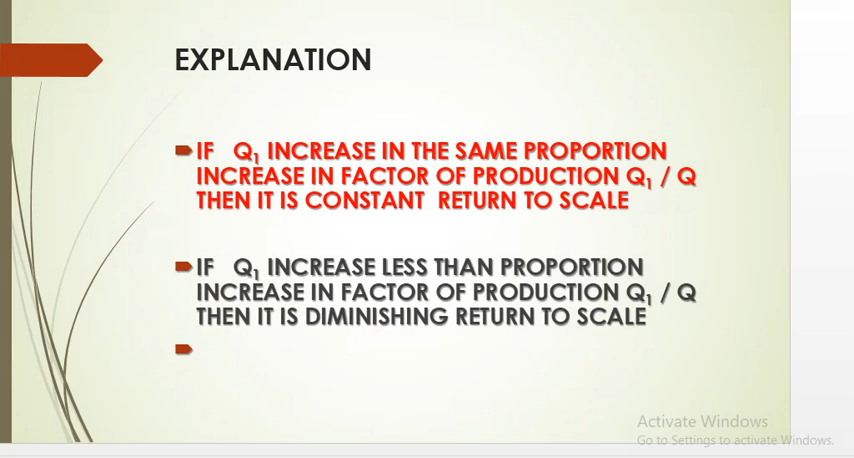 EXPLANATION
IF Q₁ INCREASE IN THE SAME PROPORTION
INCREASE IN FACTOR OF PRODUCTION Q₁ / Q
THEN IT IS CONSTANT RETURN TO SCALE
IF Q₁ INCREASE LESS THAN PROPORTION
INCREASE IN FACTOR OF PRODUCTION Q₁ / Q
THEN IT IS DIMINISHING RETURN TO SCALE
Activate Windows
Go to Settings to activate Windows.